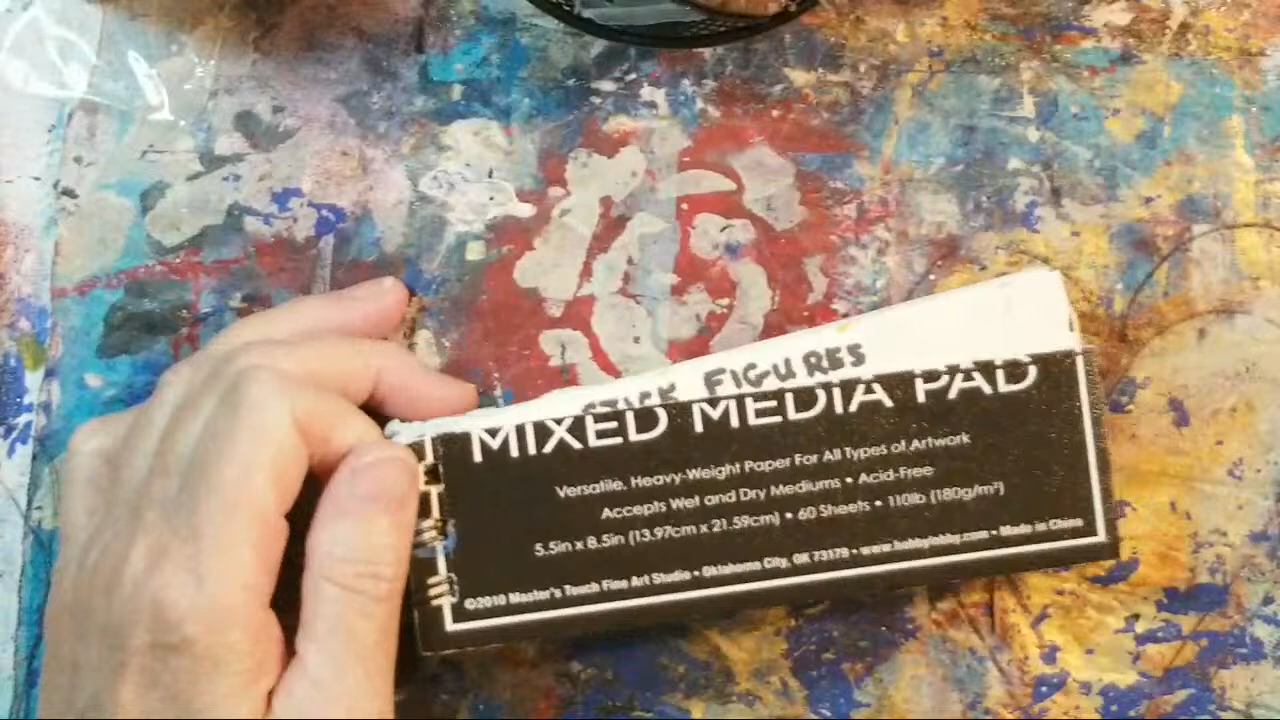 STICK FIGURES
MIXED MEDIA PAD
Versatile, Heavy-Weight Paper For All Types of Artwork
Accepts Wet and Dry Mediums • Acid-Free
5.5in x 8.5in (13.97cm x 21.59cm) • 60 Sheets • 110lb (180g/m²)
©2010 Master's Touch Fine Art Studio • Oklahoma City, OK 73179 • www.hobbylobby.com • Made in China